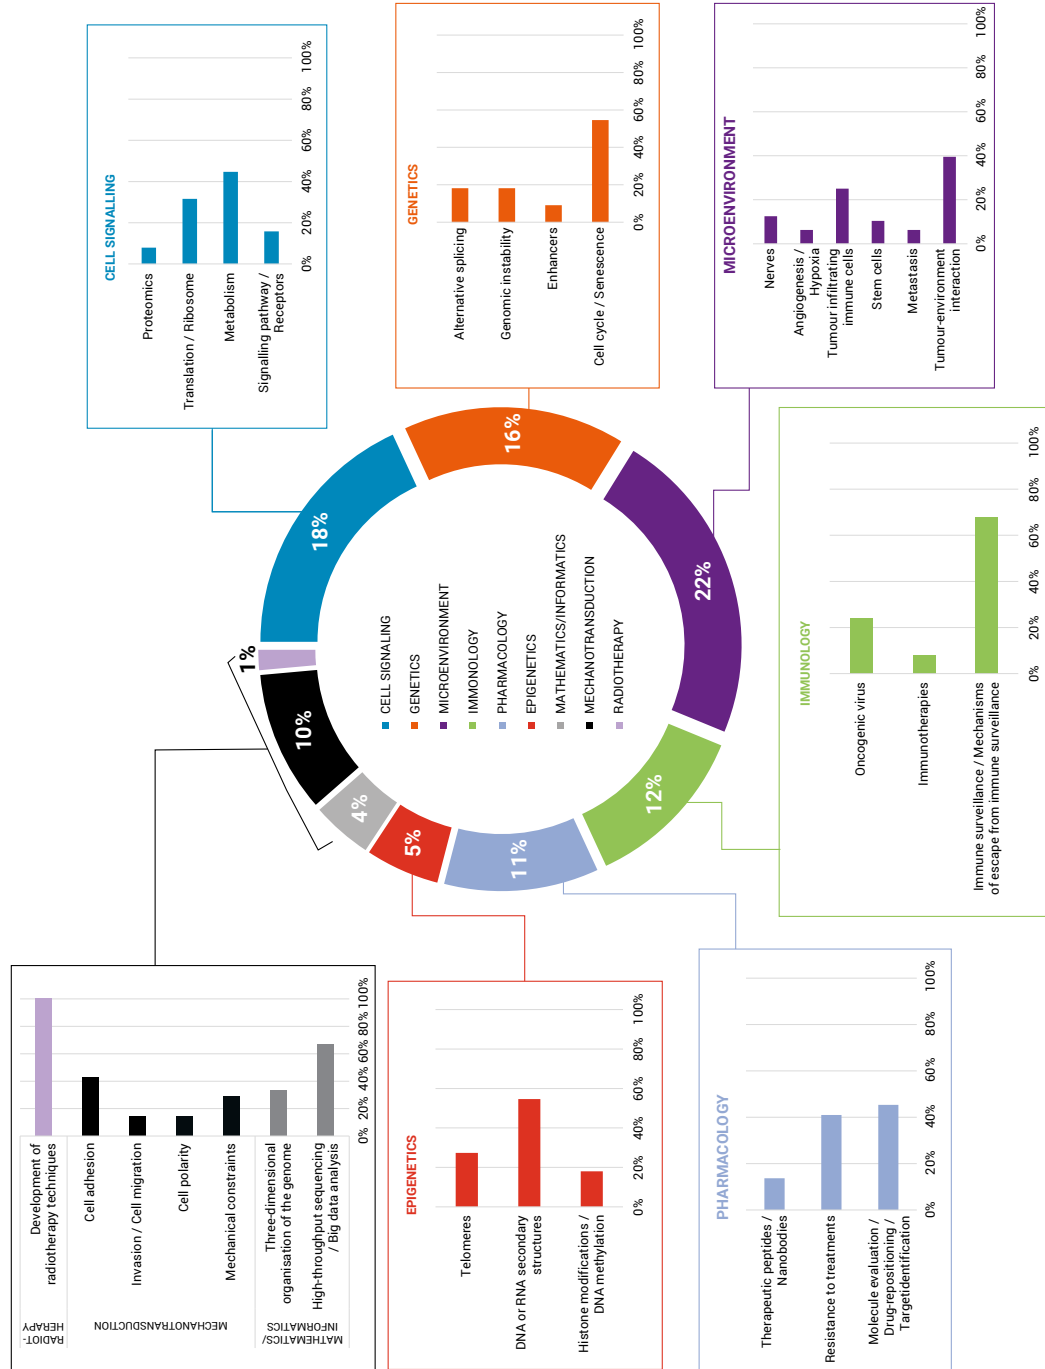 RADIOT-
HERAPY
Development of
radiotherapy techniques
MECHANOTRANSDUCTION
Cell adhesion
Invasion / Cell migration
Cell polarity
Mechanical constraints
MATHEMATICS/
INFORMATICS
Three-dimensional
organisation of the genome
High-throughput sequencing
/ Big data analysis
0% 20% 40% 60% 80% 100%
EPIGENETICS
Telomeres
DNA or RNA secondary
structures
Histone modifications /
DNA methylation
0% 20% 40% 60% 80% 100%
PHARMACOLOGY
Therapeutic peptides /
Nanobodies
Resistance to treatments
Molecule evaluation /
Drug-repositioning /
Targetidentification
0% 20% 40% 60% 80% 100%
1%
18%
10%
4%
5%
16%
11%
22%
12%
CELL SIGNALING
GENETICS
MICROENVIRONMENT
IMMONOLOGY
PHARMACOLOGY
EPIGENETICS
MATHEMATICS/INFORMATICS
MECHANOTRANSDUCTION
RADIOTHERAPY
IMMUNOLOGY
Oncogenic virus
Immunotherapies
Immune surveillance / Mechanisms
of escape from immune surveillance
0% 20% 40% 60% 80% 100%
CELL SIGNALLING
Proteomics
Translation / Ribosome
Metabolism
Signalling pathway /
Receptors
0% 20% 40% 60% 80% 100%
GENETICS
Alternative splicing
Genomic instability
Enhancers
Cell cycle / Senescence
0% 20% 40% 60% 80% 100%
MICROENVIRONMENT
Nerves
Angiogenesis /
Hypoxia
Tumour infiltrating
immune cells
Stem cells
Metastasis
Tumour-environment
interaction
0% 20% 40% 60% 80% 100%